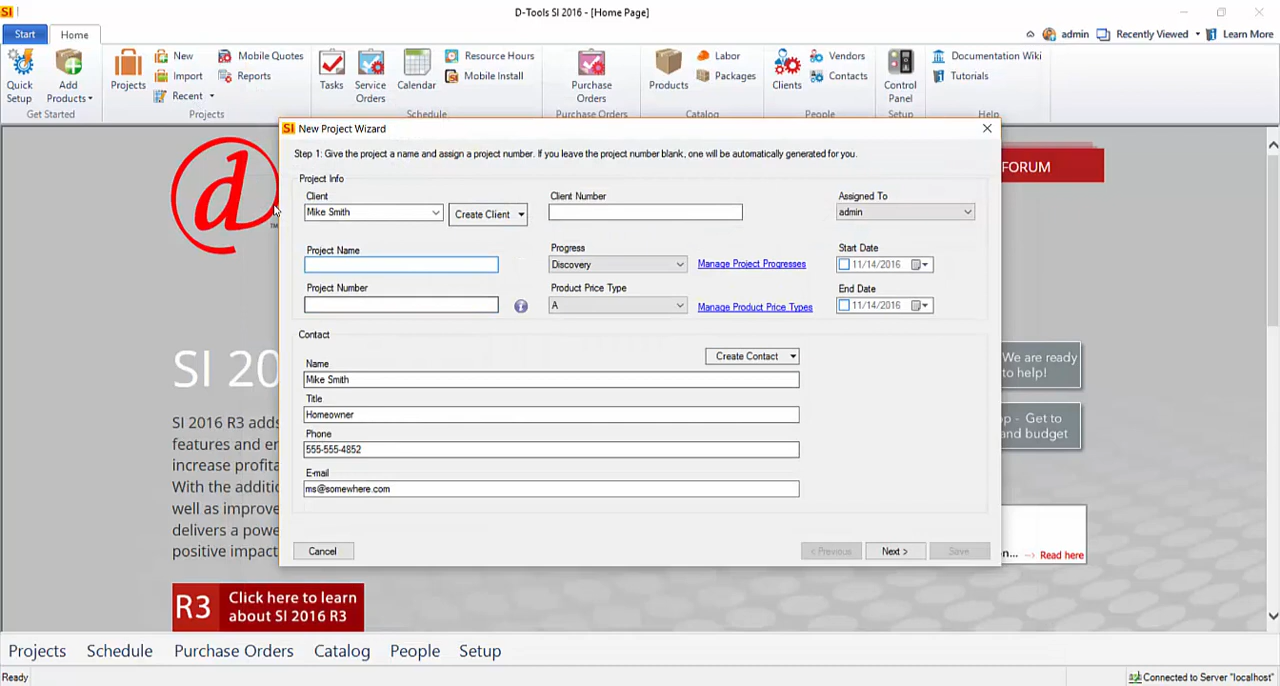 SI
D-Tools SI 2016 - [Home Page]
Start
Home
admin
Recently Viewed
Learn More
Quick Setup
Add Products
Get Started
Projects
New
Import
Recent
Mobile Quotes
Reports
Projects
Tasks
Service Orders
Calendar
Resource Hours
Mobile Install
Schedule
Purchase Orders
Purchase Orders
Products
Labor
Packages
Catalog
Clients
Vendors
Contacts
People
Control Panel
Setup
Documentation Wiki
Tutorials
Help
SI New Project Wizard
Step 1: Give the project a name and assign a project number. If you leave the project number blank, one will be automatically generated for you.
Project Info
Client
Mike Smith
Create Client
Client Number
Assigned To
admin
Project Name
Progress
Discovery
Manage Project Progresses
Start Date
11/14/2016
Project Number
Product Price Type
A
Manage Product Price Types
End Date
11/14/2016
Contact
Create Contact
Name
Mike Smith
Title
Homeowner
Phone
555-555-4852
E-mail
ms@somewhere.com
Cancel
< Previous
Next >
Save
d
TM
FORUM
SI 20
SI 2016 R3 adds
features and en
increase profita
With the additio
well as improve
delivers a powe
positive impact
We are ready
to help!
p - Get to
and budget
n... --> Read here
R3
Click here to learn
about SI 2016 R3
Projects
Schedule
Purchase Orders
Catalog
People
Setup
Ready
Connected to Server "localhost"